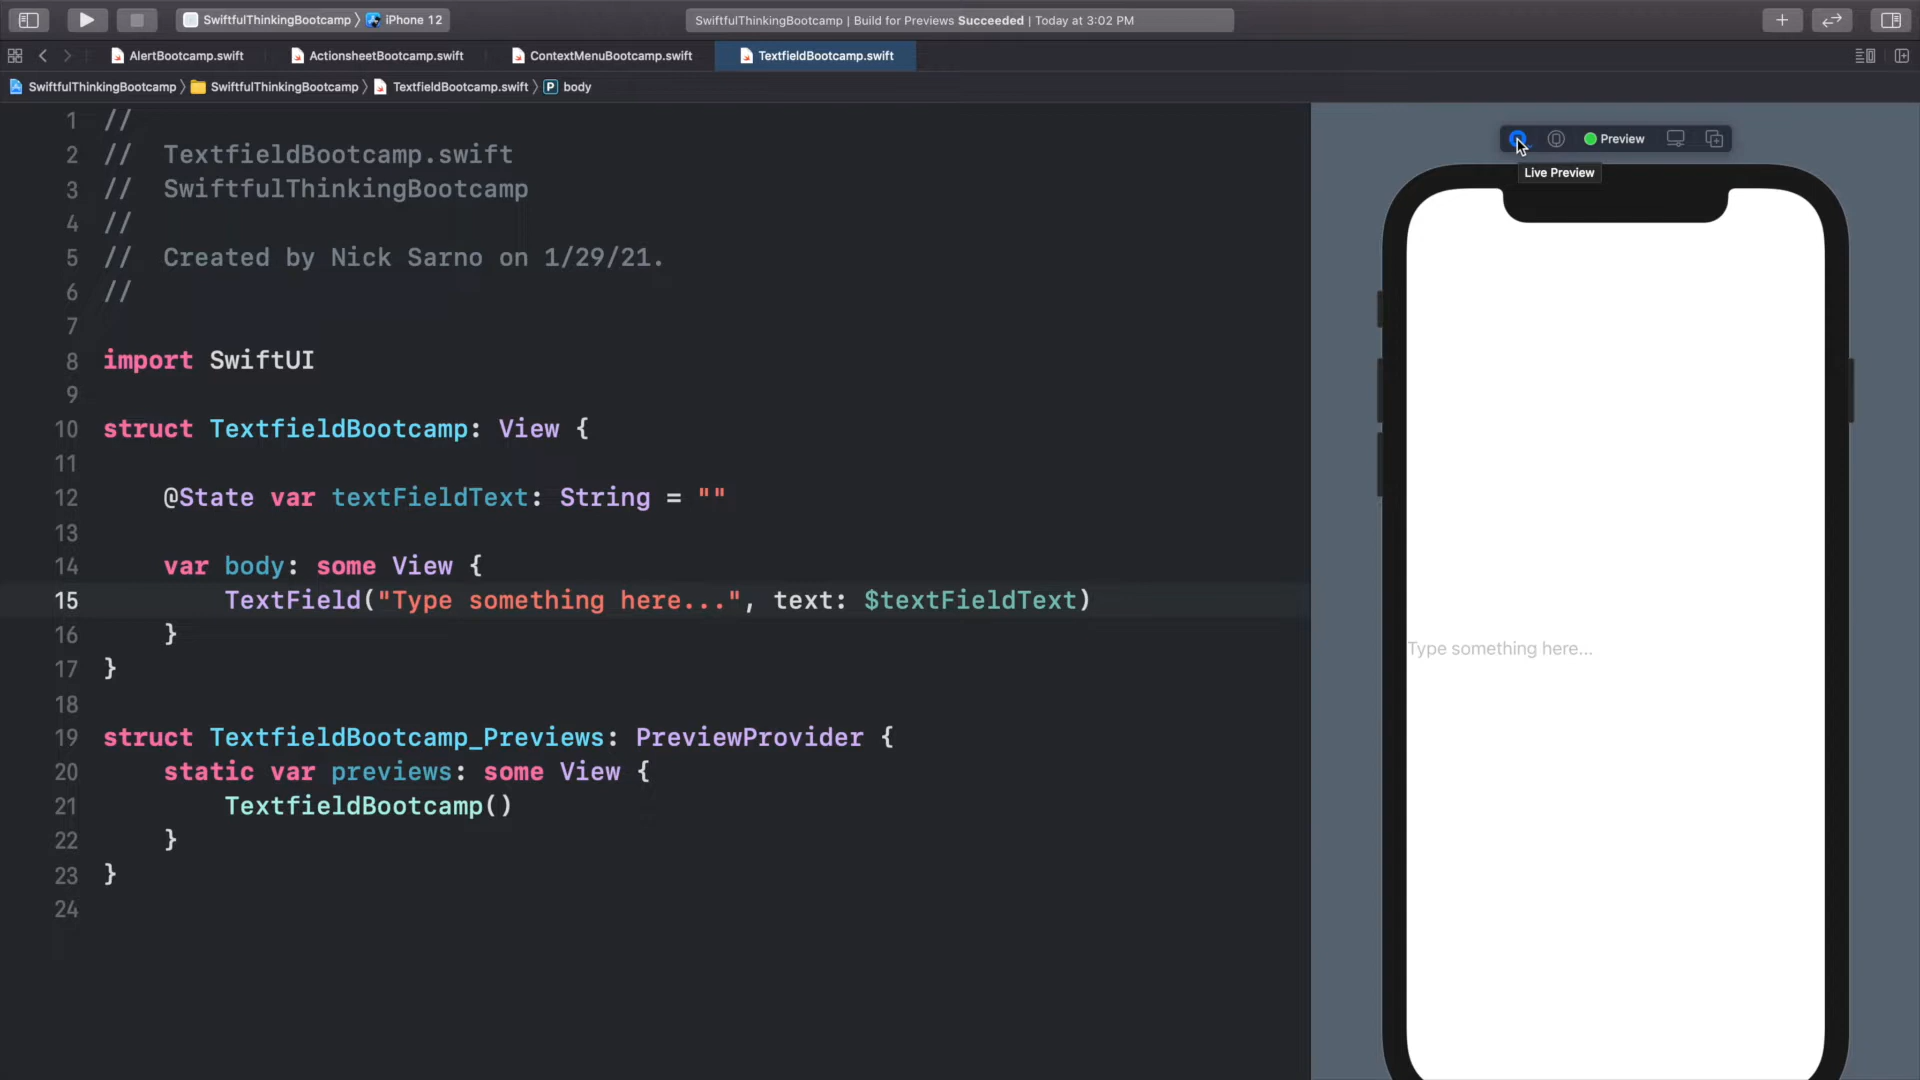 SwiftfulThinkingBootcamp 〉 iPhone 12
SwiftfulThinkingBootcamp | Build for Previews Succeeded | Today at 3:02 PM
AlertBootcamp.swift
ActionsheetBootcamp.swift
ContextMenuBootcamp.swift
TextfieldBootcamp.swift
SwiftfulThinkingBootcamp 〉 SwiftfulThinkingBootcamp 〉 TextfieldBootcamp.swift 〉 P body
1 //
2 //  TextfieldBootcamp.swift
3 //  SwiftfulThinkingBootcamp
4 //
5 //  Created by Nick Sarno on 1/29/21.
6 //
7
8 import SwiftUI
9
10 struct TextfieldBootcamp: View {
11
12     @State var textFieldText: String = ""
13
14     var body: some View {
15         TextField("Type something here...", text: $textFieldText)
16     }
17 }
18
19 struct TextfieldBootcamp_Previews: PreviewProvider {
20     static var previews: some View {
21         TextfieldBootcamp()
22     }
23 }
24
Preview
Live Preview
Type something here...